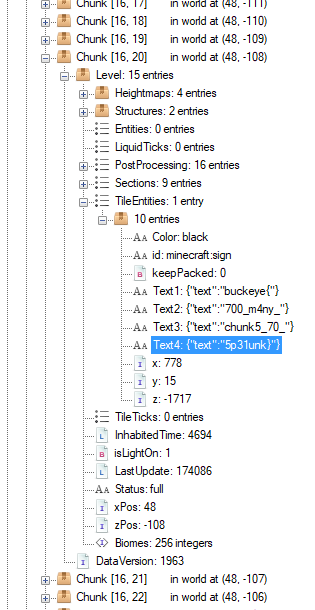 Chunk [16, 17] in world at (48, -111)
Chunk [16, 18] in world at (48, -110)
Chunk [16, 19] in world at (48, -109)
Chunk [16, 20] in world at (48, -108)
Level: 15 entries
Heightmaps: 4 entries
Structures: 2 entries
Entities: 0 entries
LiquidTicks: 0 entries
PostProcessing: 16 entries
Sections: 9 entries
TileEntities: 1 entry
10 entries
Color: black
id: minecraft:sign
keepPacked: 0
Text1: {"text":"buckeye{"}
Text2: {"text":"700_m4ny_"}
Text3: {"text":"chunk5_70_"}
Text4: {"text":"5p31unk}"}
x: 778
y: 15
z: -1717
TileTicks: 0 entries
InhabitedTime: 4694
isLightOn: 1
LastUpdate: 174086
Status: full
xPos: 48
zPos: -108
Biomes: 256 integers
DataVersion: 1963
Chunk [16, 21] in world at (48, -107)
Chunk [16, 22] in world at (48, -106)